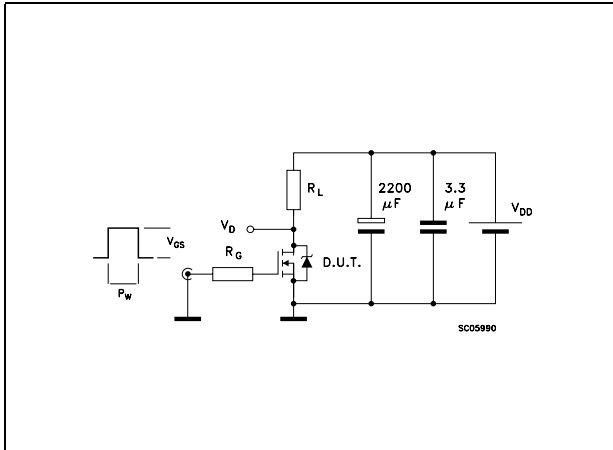 R_L
2200
µF
3.3
µF
V_DD
V_D
V_GS
R_G
D.U.T.
P_W
SC05990